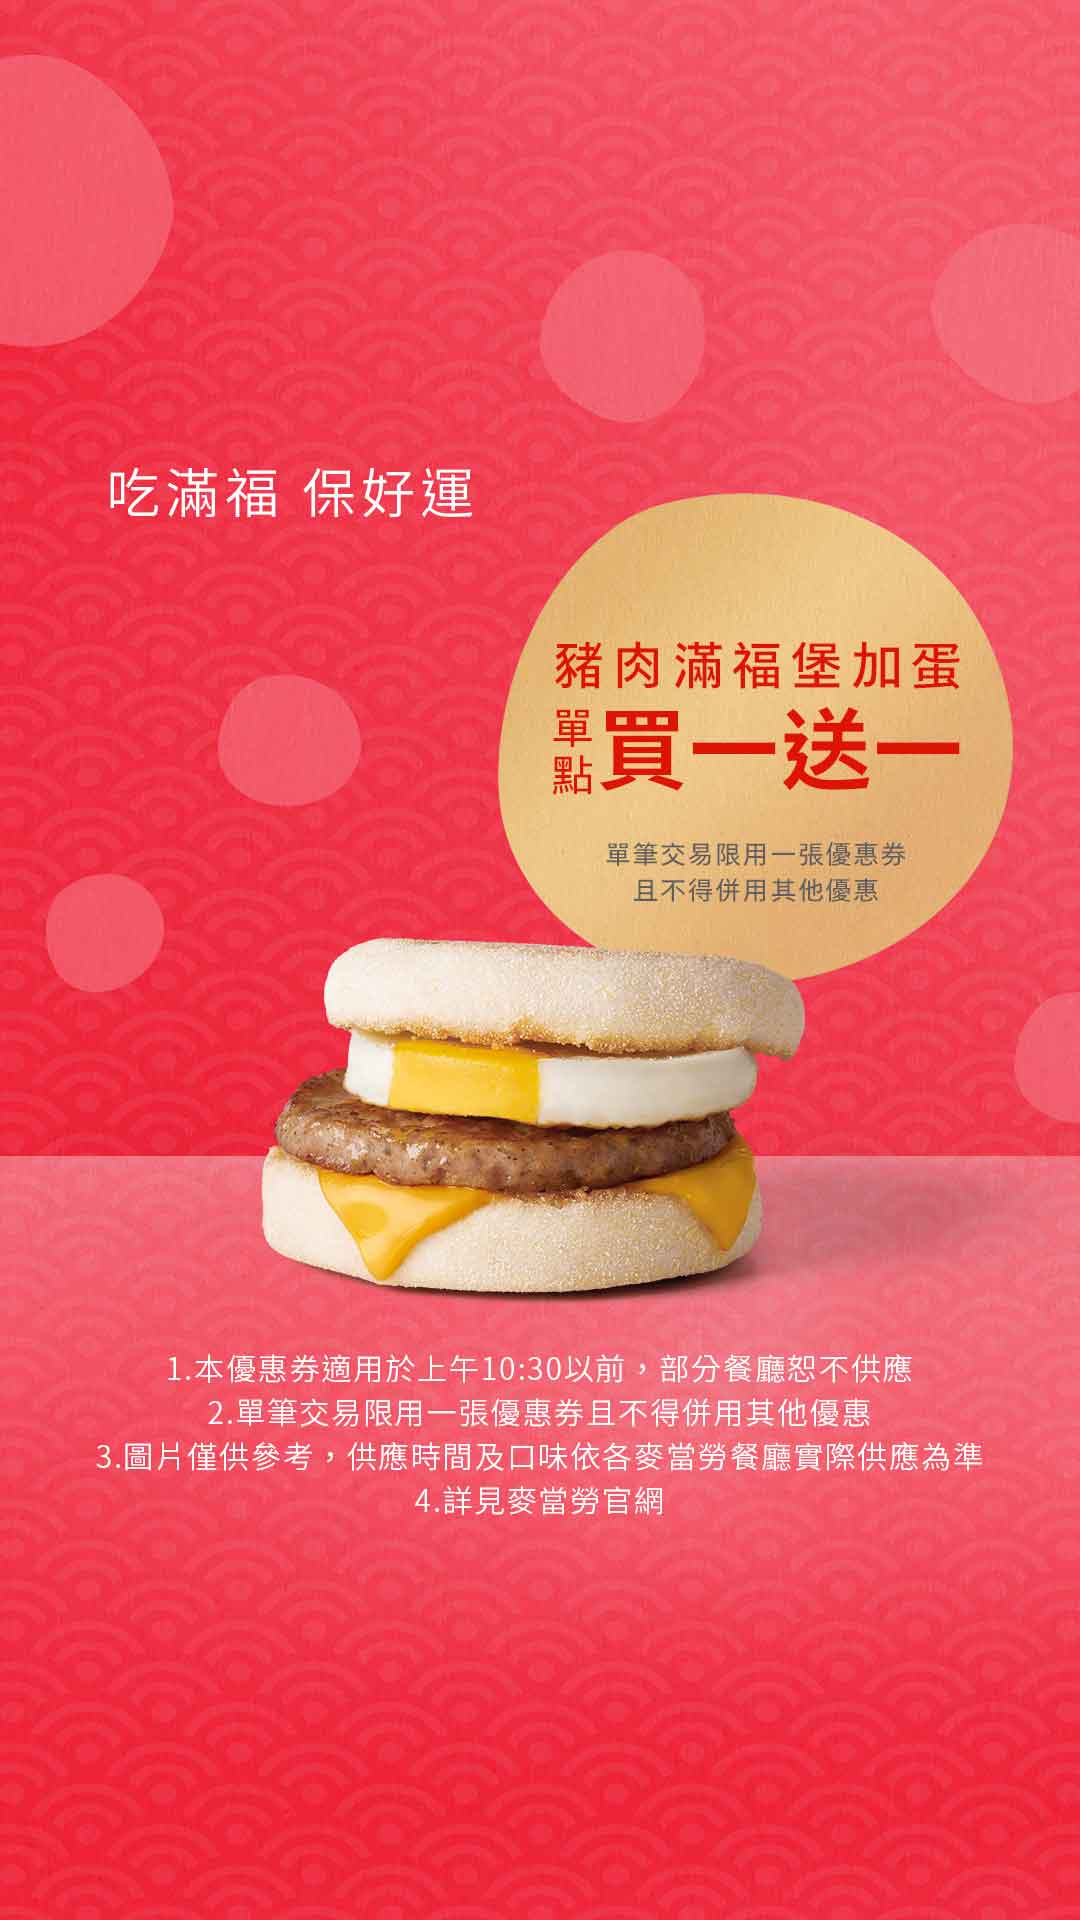 吃滿福 保好運
豬肉滿福堡加蛋
單點買一送一
單筆交易限用一張優惠券
且不得併用其他優惠
1.本優惠券適用於上午10:30以前，部分餐廳恕不供應
2.單筆交易限用一張優惠券且不得併用其他優惠
3.圖片僅供參考，供應時間及口味依各麥當勞餐廳實際供應為準
4.詳見麥當勞官網